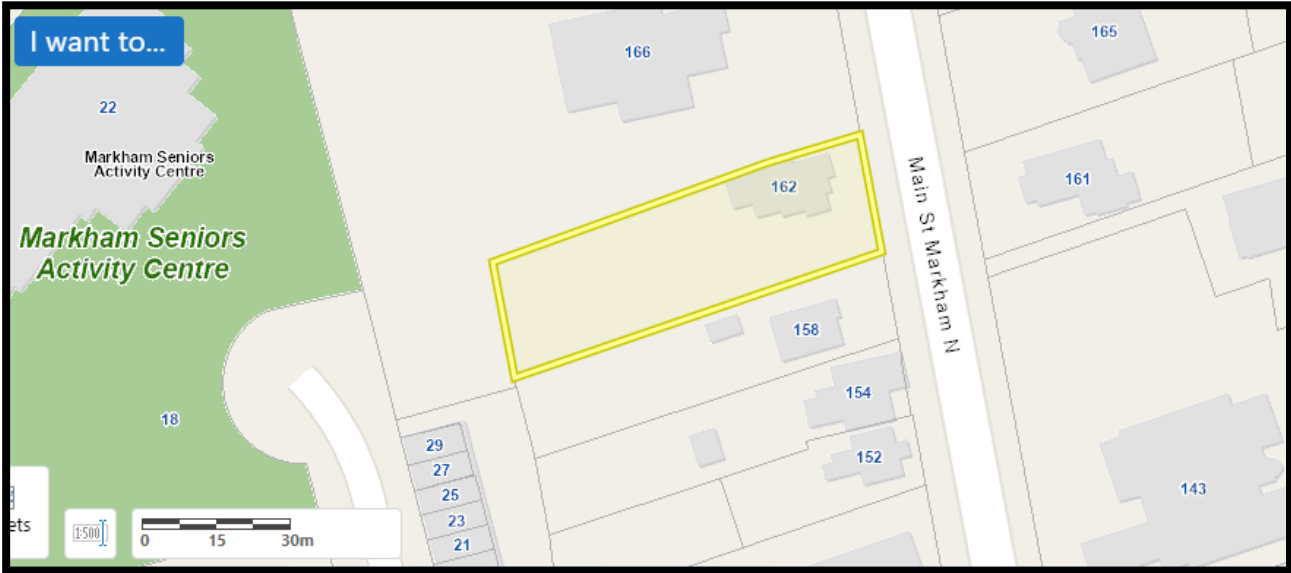 I want to...
166
165
22
Markham Seniors
Activity Centre
162
161
Main St Markham N
Markham Seniors
Activity Centre
158
154
18
29
152
27
25
143
23
21
ets
1:500
0 15 30m